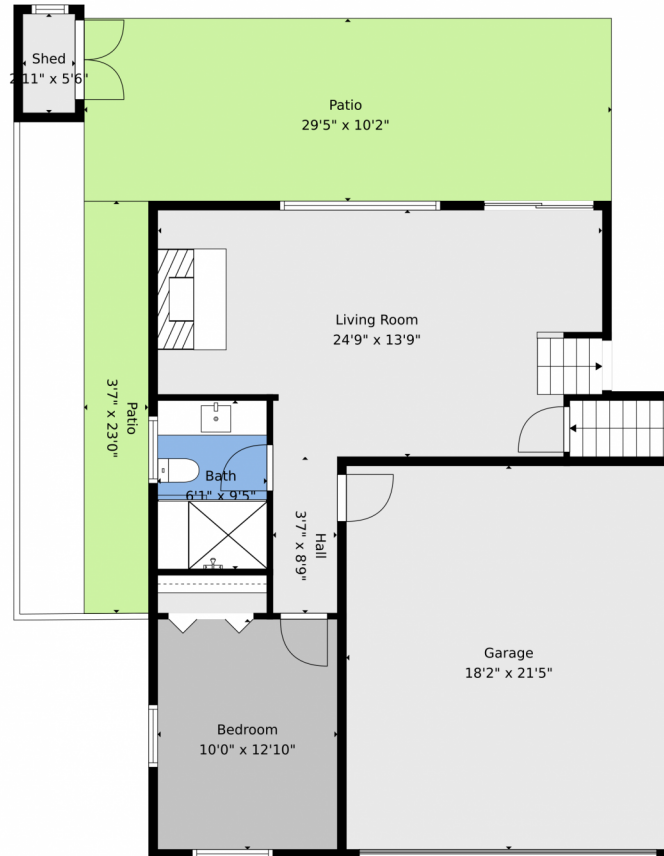 Shed
2'11" x 5'6"
Patio
29'5" x 10'2"
Living Room
24'9" x 13'9"
Patio
3'7" x 23'0"
Bath
6'1" x 9'5"
Hall
3'7" x 8'9"
Garage
18'2" x 21'5"
Bedroom
10'0" x 12'10"